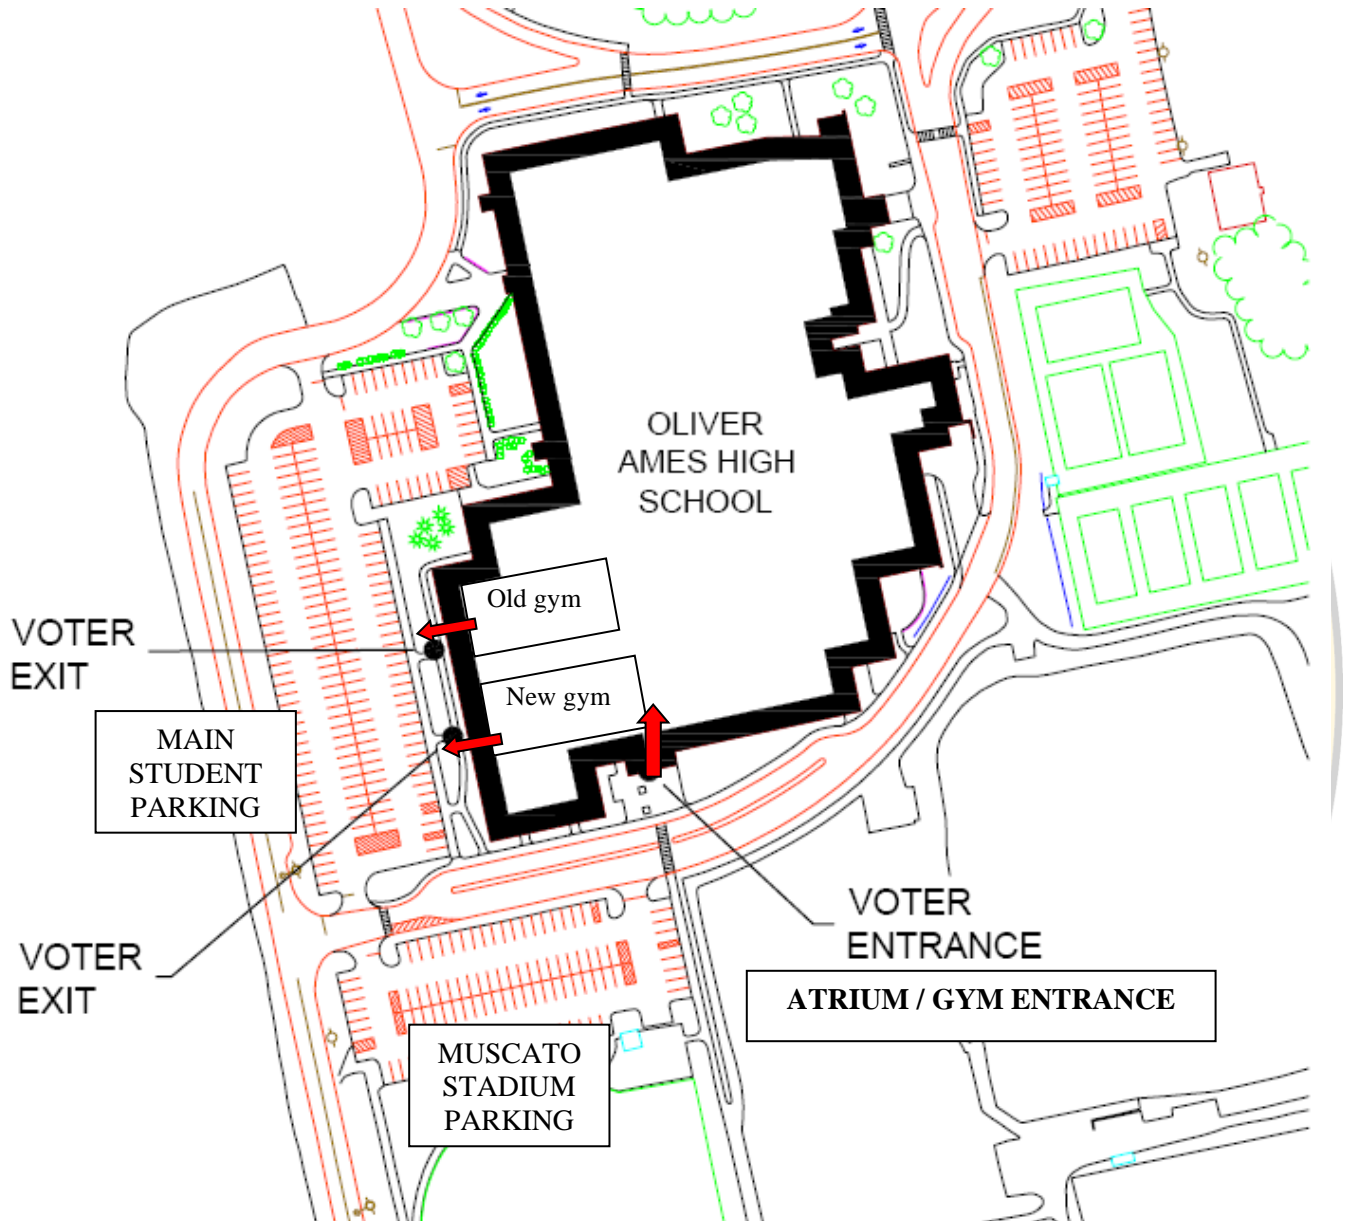 OLIVER
AMES HIGH
SCHOOL
Old gym
VOTER
EXIT
New gym
MAIN
STUDENT
PARKING
VOTER
ENTRANCE
VOTER
EXIT
ATRIUM / GYM ENTRANCE
MUSCATO
STADIUM
PARKING